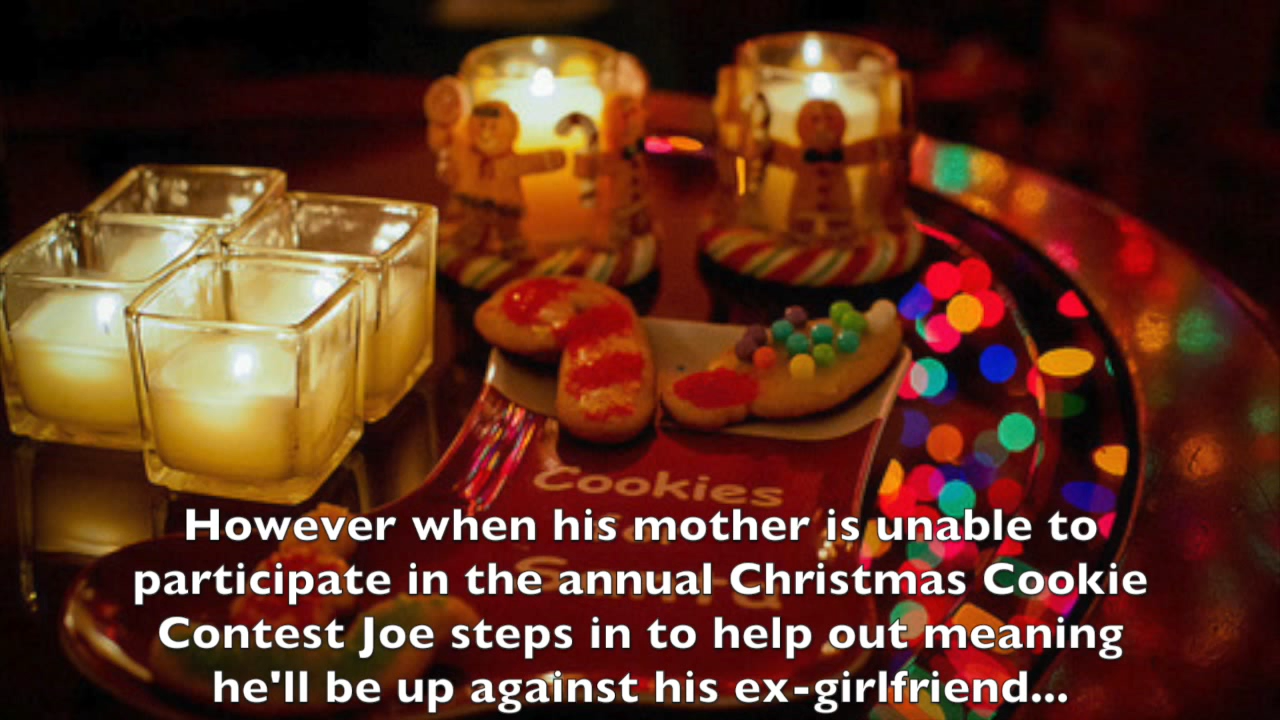 Cookies
However when his mother is unable to
participate in the annual Christmas Cookie
Contest Joe steps in to help out meaning
he'll be up against his ex-girlfriend...